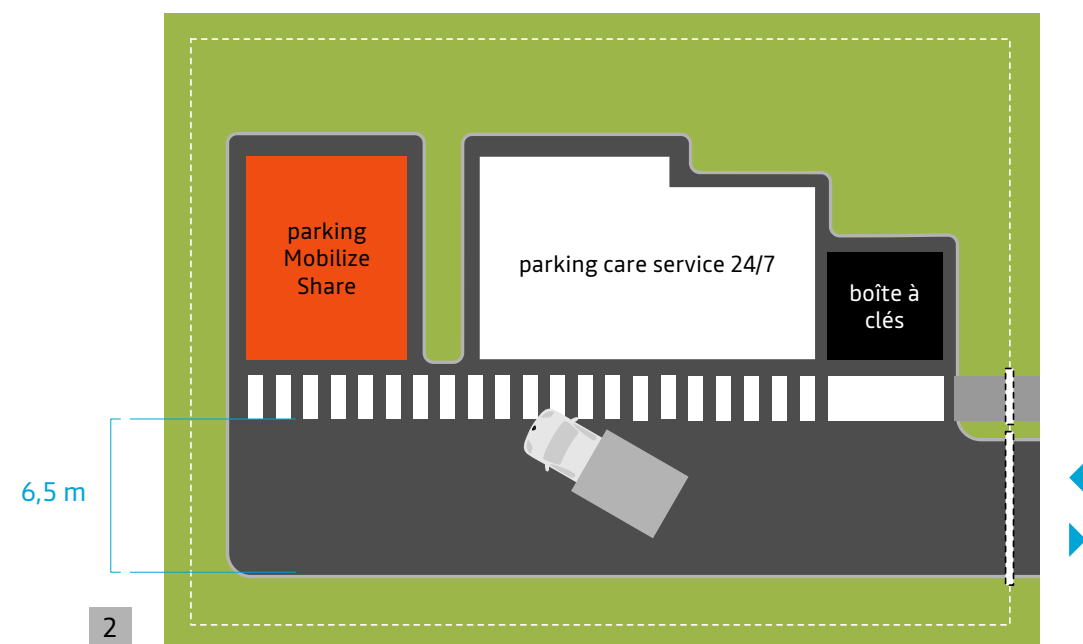 parking
Mobilize
Share
parking care service 24/7
boîte à
clés
6,5 m
2